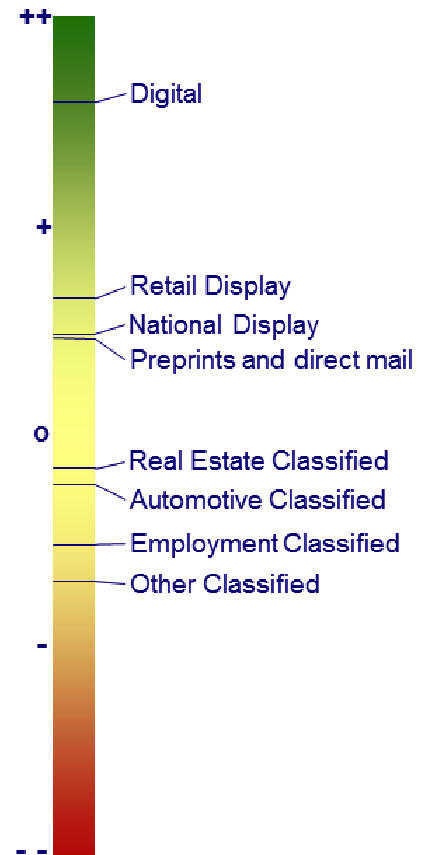 ++
Digital
+
Retail Display
National Display
Preprints and direct mail
o
Real Estate Classified
Automotive Classified
Employment Classified
Other Classified
-
- -